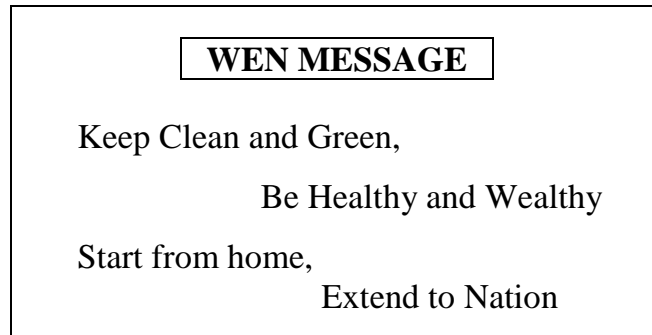 WEN MESSAGE
Keep Clean and Green,
Be Healthy and Wealthy
Start from home,
Extend to Nation